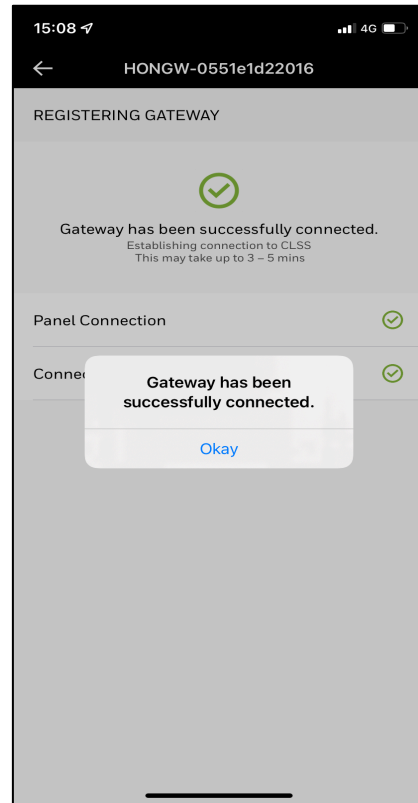 15:08
4G
HONGW-0551e1d22016
REGISTERING GATEWAY
Gateway has been successfully connected.
Establishing connection to CLSS
This may take up to 3 – 5 mins
Panel Connection
Gateway has been
successfully connected.
Okay